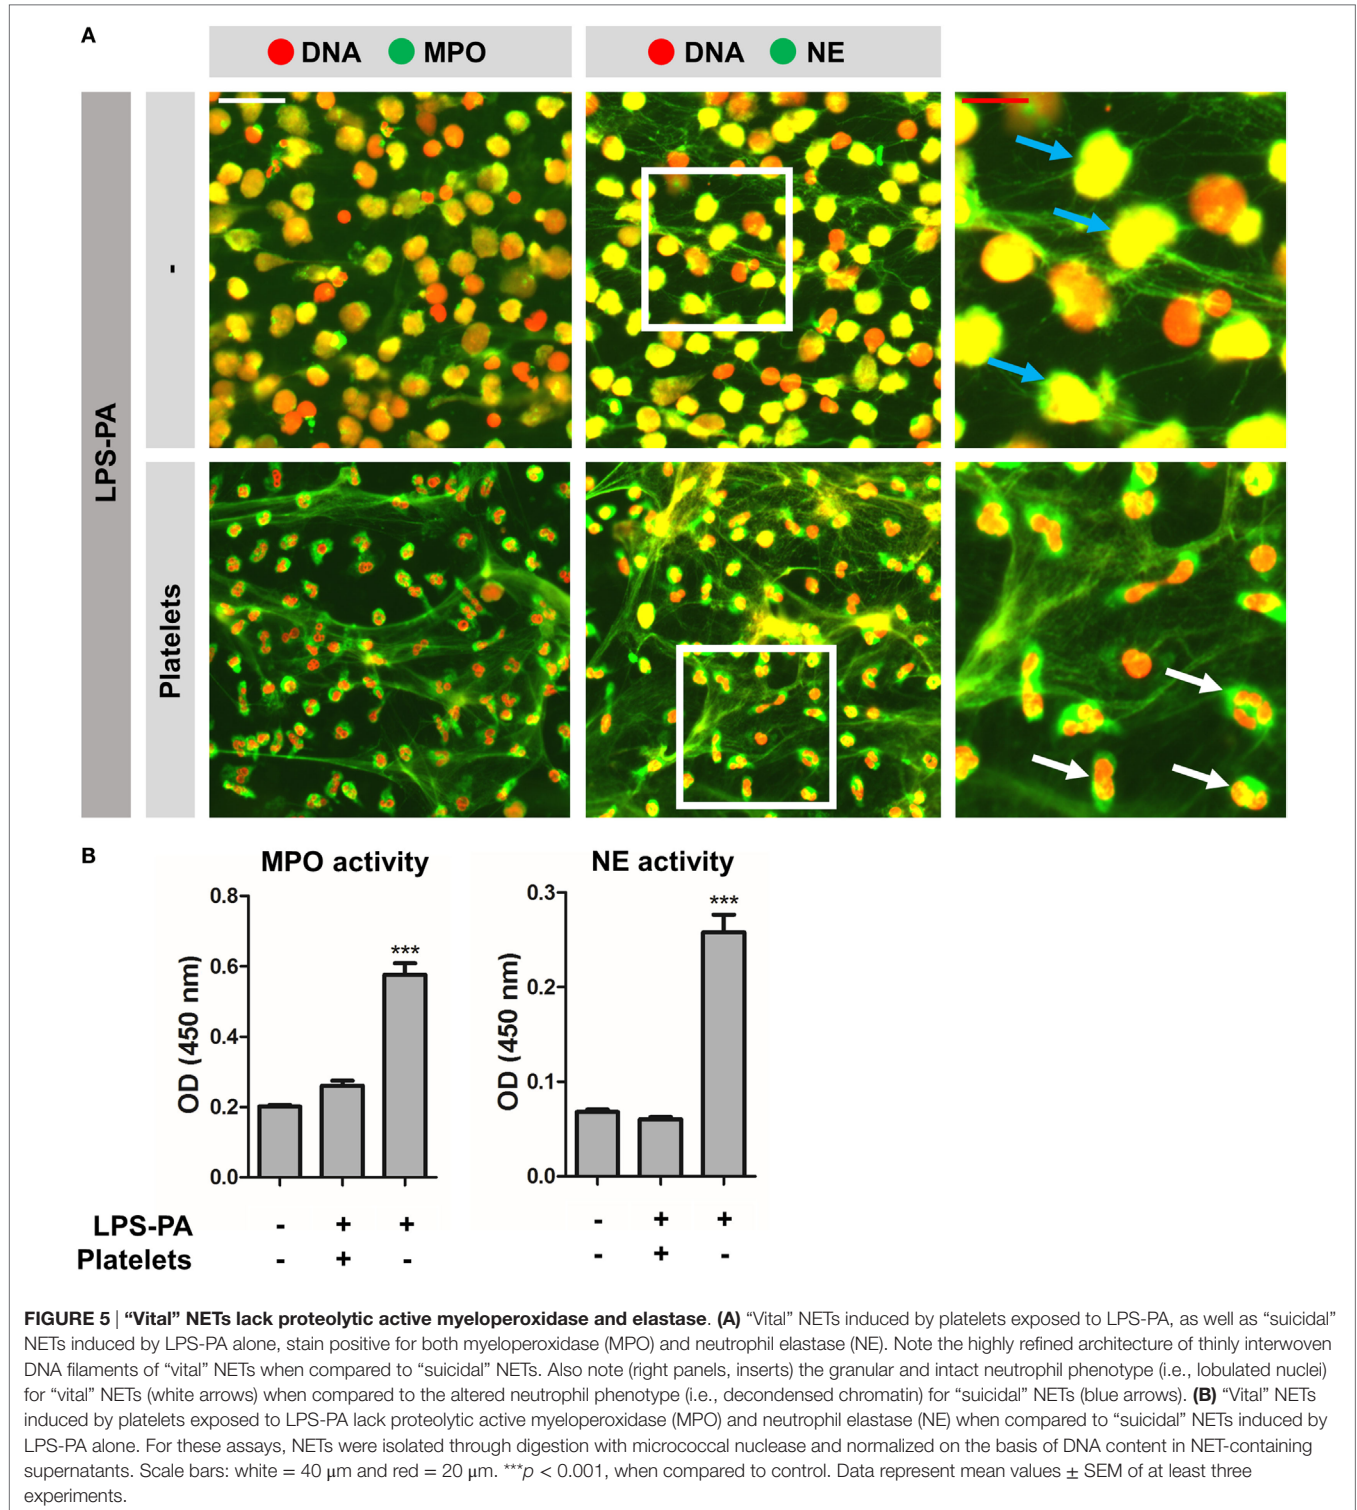 A
DNA MPO
DNA NE
LPS-PA
-
Platelets
B
MPO activity
NE activity
OD (450 nm)
0.8
0.6
0.4
0.2
0.0
***
OD (450 nm)
0.3
0.2
0.1
0.0
***
LPS-PA - + + - + +
Platelets - + - - + -
FIGURE 5 | “Vital” NETs lack proteolytic active myeloperoxidase and elastase. (A) “Vital” NETs induced by platelets exposed to LPS-PA, as well as “suicidal”
NETs induced by LPS-PA alone, stain positive for both myeloperoxidase (MPO) and neutrophil elastase (NE). Note the highly refined architecture of thinly interwoven
DNA filaments of “vital” NETs when compared to “suicidal” NETs. Also note (right panels, inserts) the granular and intact neutrophil phenotype (i.e., lobulated nuclei)
for “vital” NETs (white arrows) when compared to the altered neutrophil phenotype (i.e., decondensed chromatin) for “suicidal” NETs (blue arrows). (B) “Vital” NETs
induced by platelets exposed to LPS-PA lack proteolytic active myeloperoxidase (MPO) and neutrophil elastase (NE) when compared to “suicidal” NETs induced by
LPS-PA alone. For these assays, NETs were isolated through digestion with micrococcal nuclease and normalized on the basis of DNA content in NET-containing
supernatants. Scale bars: white = 40 μm and red = 20 μm. ***p < 0.001, when compared to control. Data represent mean values ± SEM of at least three
experiments.